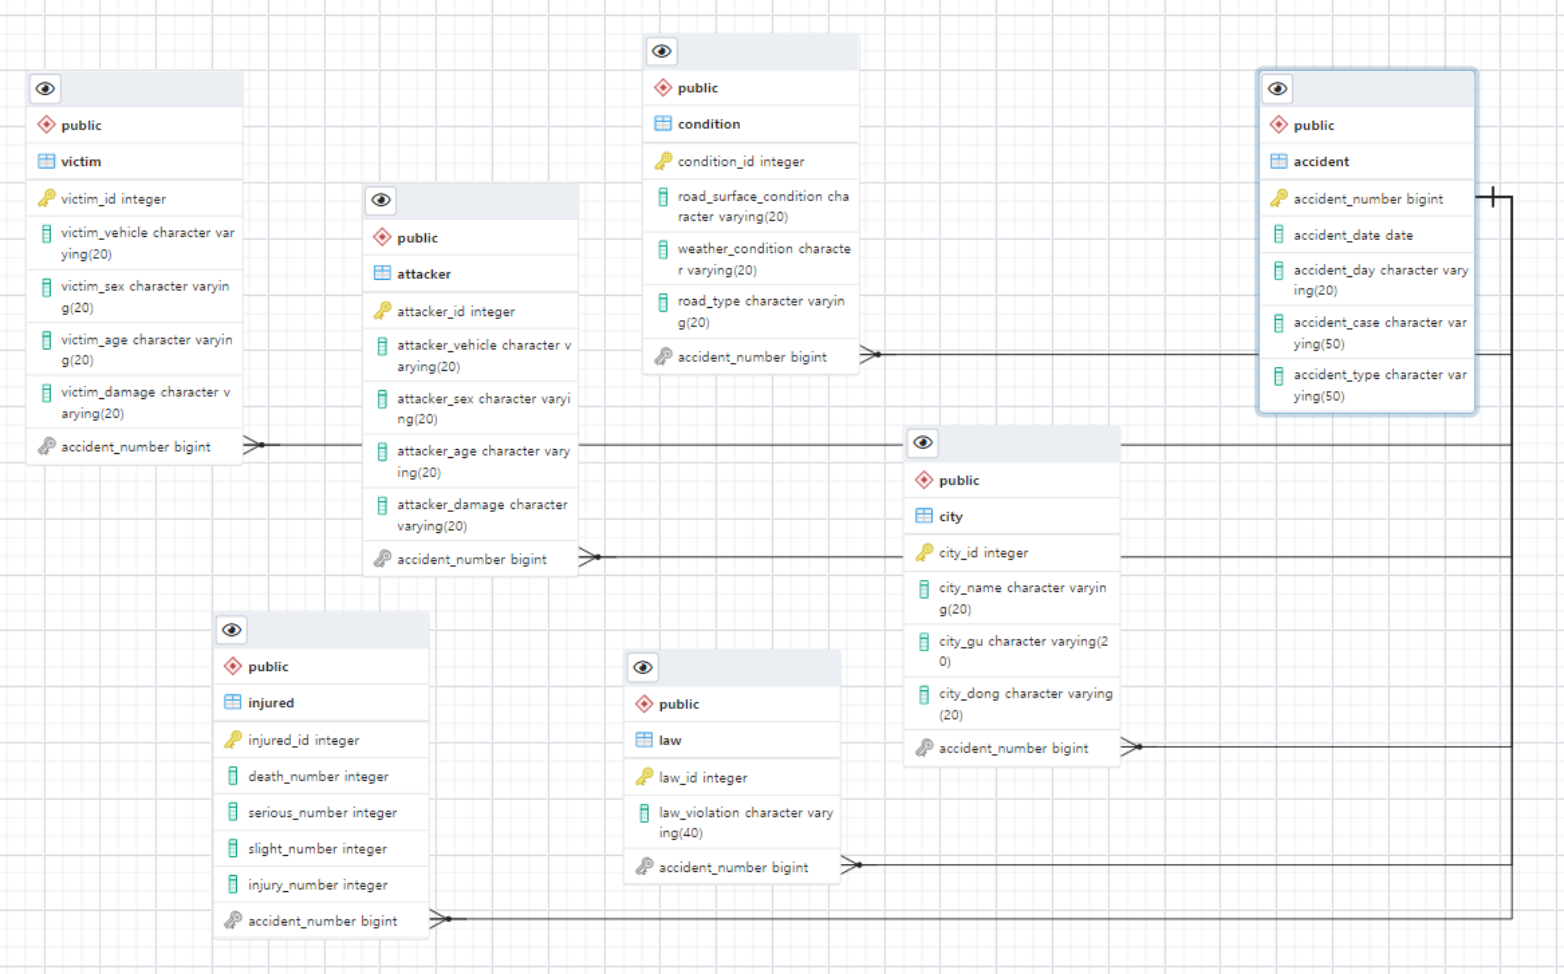 public
victim
victim_id integer
victim_vehicle character var
ying(20)
victim_sex character varyin
g(20)
victim_age character varyin
g(20)
victim_damage character v
arying(20)
accident_number bigint
public
attacker
attacker_id integer
attacker_vehicle character v
arying(20)
attacker_sex character varyi
ng(20)
attacker_age character vary
ing(20)
attacker_damage character
varying(20)
accident_number bigint
public
condition
condition_id integer
road_surface_condition cha
racter varying(20)
weather_condition characte
r varying(20)
road_type character varyin
g(20)
accident_number bigint
public
accident
accident_number bigint
accident_date date
accident_day character vary
ing(20)
accident_case character var
ying(50)
accident_type character var
ying(50)
public
city
city_id integer
city_name character varyin
g(20)
city_gu character varying(2
0)
city_dong character varying
(20)
accident_number bigint
public
injured
injured_id integer
death_number integer
serious_number integer
slight_number integer
injury_number integer
accident_number bigint
public
law
law_id integer
law_violation character vary
ing(40)
accident_number bigint